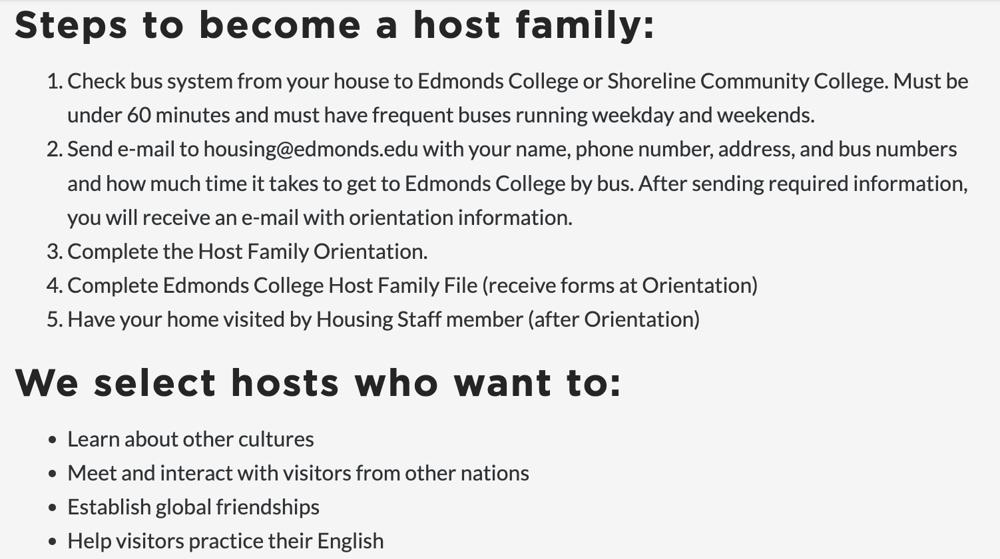 Steps to become a host family:
1. Check bus system from your house to Edmonds College or Shoreline Community College. Must be
under 60 minutes and must have frequent buses running weekday and weekends.
2. Send e-mail to housing@edmonds.edu with your name, phone number, address, and bus numbers
and how much time it takes to get to Edmonds College by bus. After sending required information,
you will receive an e-mail with orientation information.
3. Complete the Host Family Orientation.
4. Complete Edmonds College Host Family File (receive forms at Orientation)
5. Have your home visited by Housing Staff member (after Orientation)
We select hosts who want to:
• Learn about other cultures
• Meet and interact with visitors from other nations
• Establish global friendships
• Help visitors practice their English